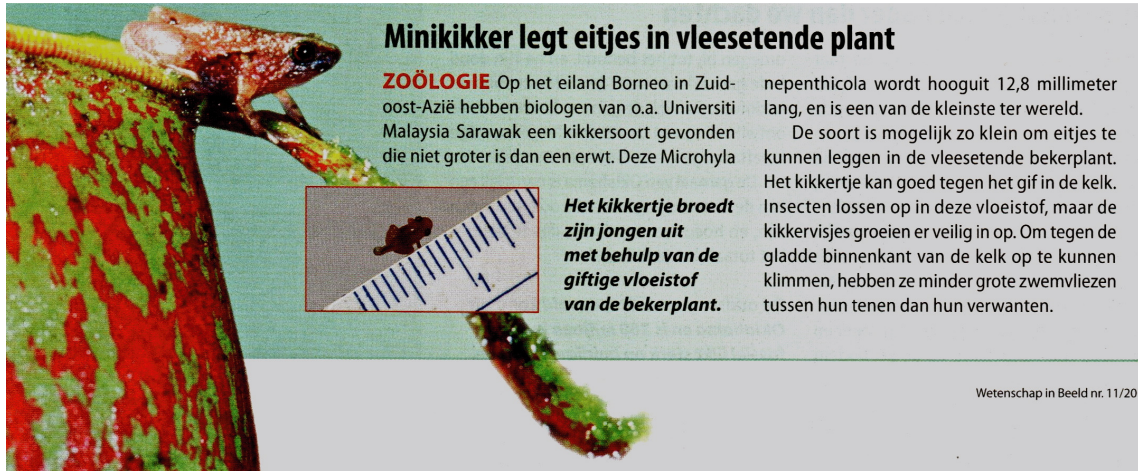 Minikikker legt eitjes in vleesetende plant
ZOÖLOGIE Op het eiland Borneo in Zuid-
oost-Azië hebben biologen van o.a. Universiti
Malaysia Sarawak een kikkersoort gevonden
die niet groter is dan een erwt. Deze Microhyla
nepenthicola wordt hooguit 12,8 millimeter
lang, en is een van de kleinste ter wereld.
De soort is mogelijk zo klein om eitjes te
kunnen leggen in de vleesetende bekerplant.
Het kikkertje kan goed tegen het gif in de kelk.
Insecten lossen op in deze vloeistof, maar de
kikkervisjes groeien er veilig in op. Om tegen de
gladde binnenkant van de kelk op te kunnen
klimmen, hebben ze minder grote zwemvliezen
tussen hun tenen dan hun verwanten.
Het kikkertje broedt
zijn jongen uit
met behulp van de
giftige vloeistof
van de bekerplant.
1
Wetenschap in Beeld nr. 11/20